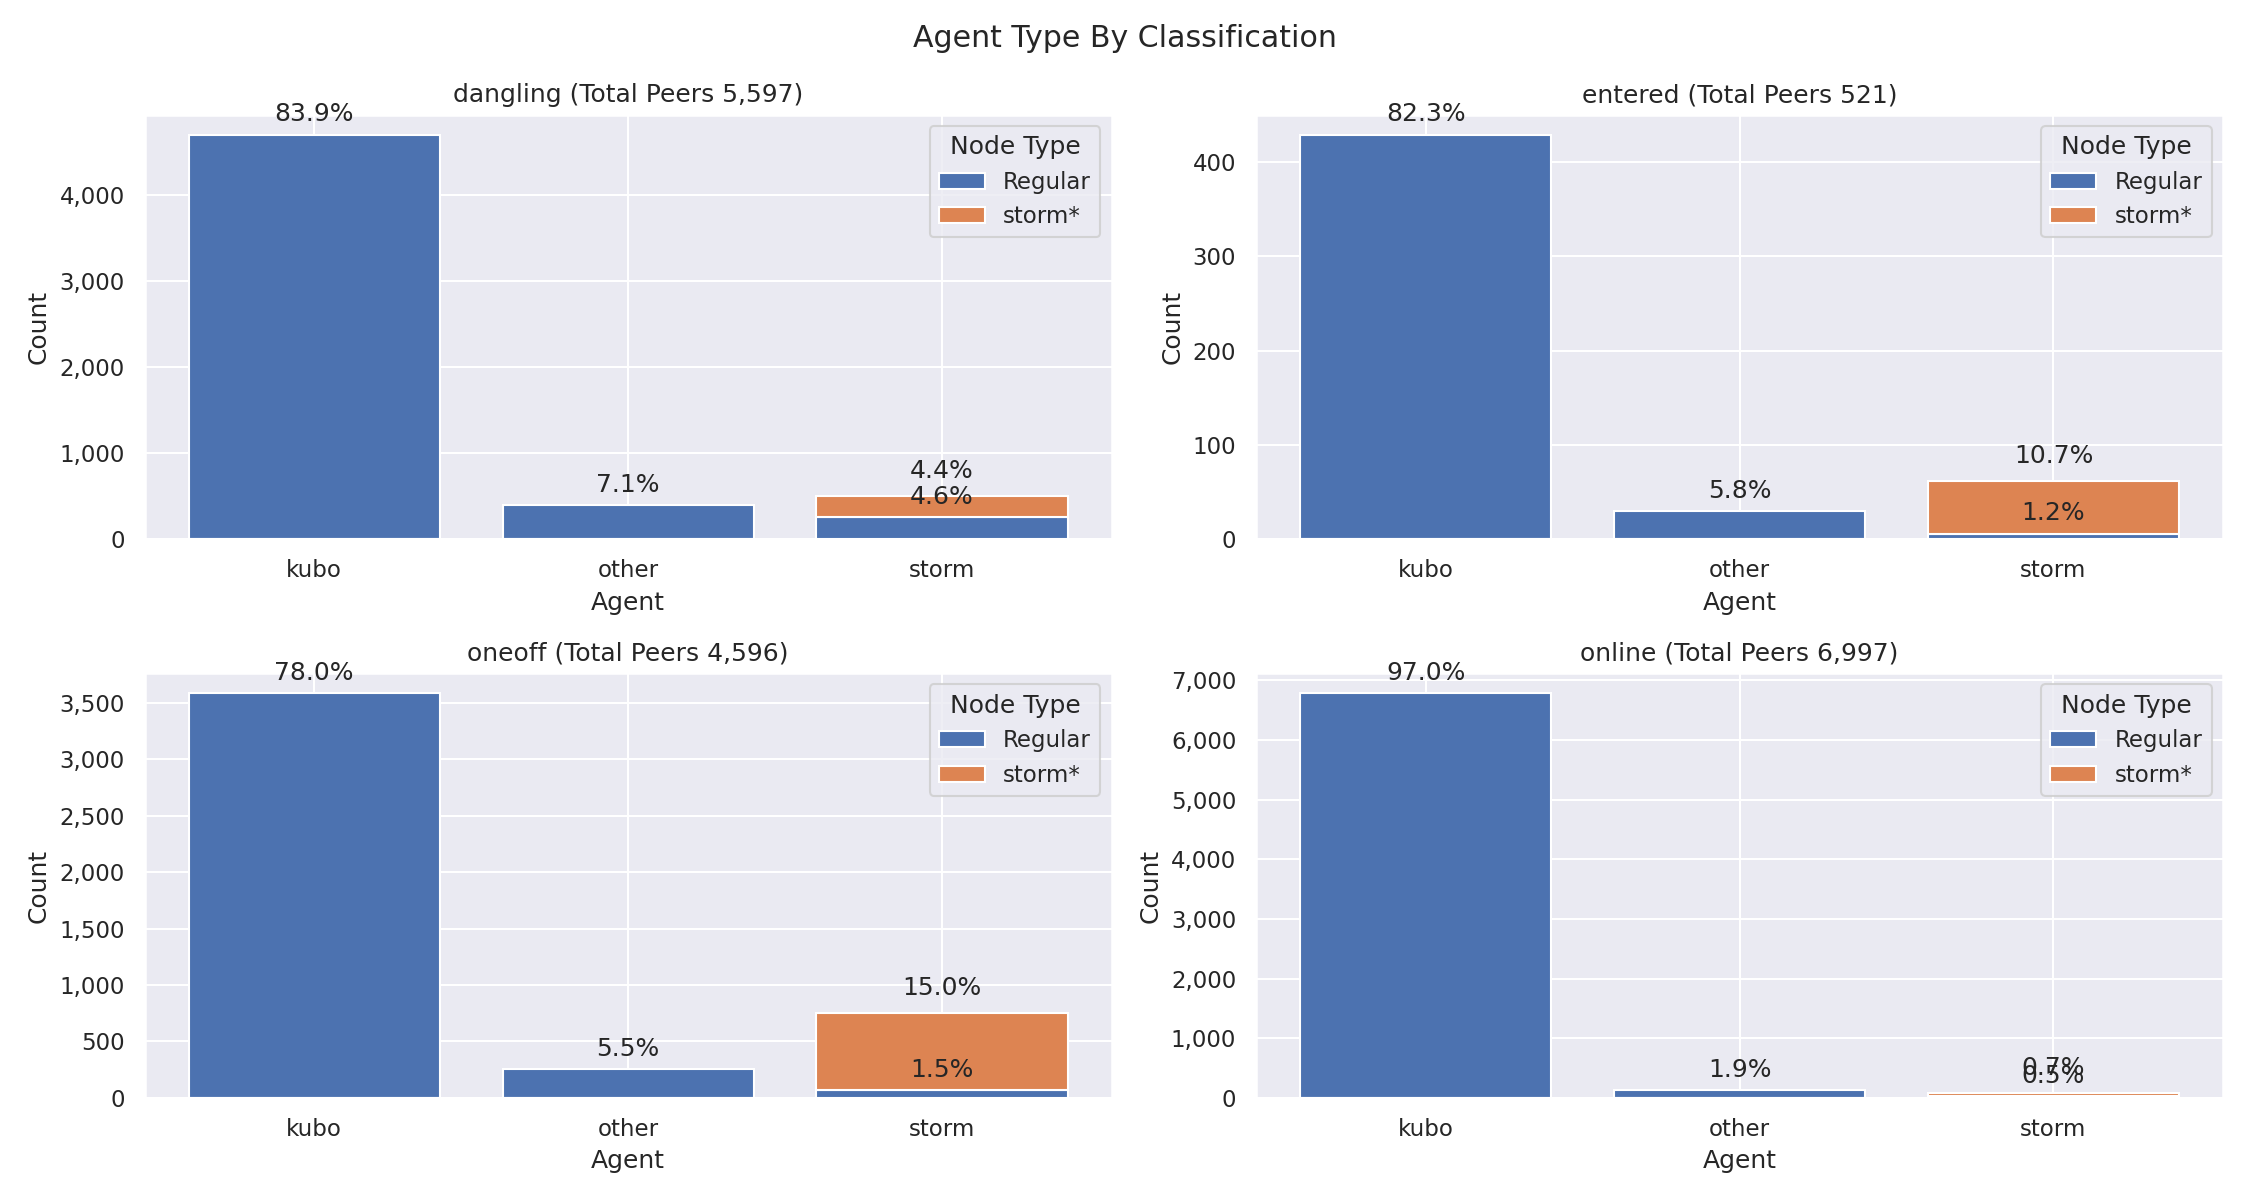 Agent Type By Classification
dangling (Total Peers 5,597)
83.9%
Node Type
Regular
storm*
4,000
3,000
2,000
1,000
0
Count
7.1%
4.4%
4.6%
kubo
other
storm
Agent
entered (Total Peers 521)
82.3%
Node Type
Regular
storm*
400
300
200
100
0
Count
5.8%
10.7%
1.2%
kubo
other
storm
Agent
oneoff (Total Peers 4,596)
78.0%
Node Type
Regular
storm*
3,500
3,000
2,500
2,000
1,500
1,000
500
0
Count
5.5%
15.0%
1.5%
kubo
other
storm
Agent
online (Total Peers 6,997)
97.0%
Node Type
Regular
storm*
7,000
6,000
5,000
4,000
3,000
2,000
1,000
0
Count
1.9%
0.7%
0.5%
kubo
other
storm
Agent